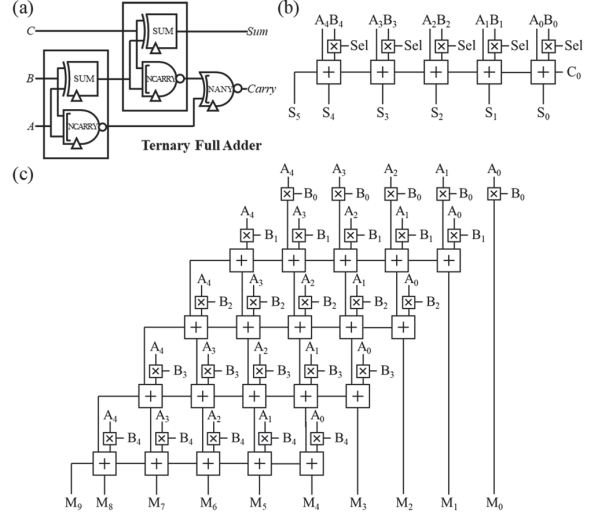 (a)
C
SUM
Sum
NCARRY
NANY
Carry
B
SUM
A
NCARRY
Ternary Full Adder
(b)
A4B4 A3B3 A2B2 A1B1 A0B0
Sel Sel Sel Sel Sel
+ + + + + C0
S5 S4 S3 S2 S1 S0
(c)
A4 A3 A2 A1 A0
B0 B0 B0 B0 B0
A4 A3 A2 A1 A0
B1 B1 B1 B1 B1
+ + + + +
A4 A3 A2 A1 A0
B2 B2 B2 B2 B2
+ + + + +
A4 A3 A2 A1 A0
B3 B3 B3 B3 B3
+ + + + +
A4 A3 A2 A1 A0
B4 B4 B4 B4 B4
+ + + + +
M9 M8 M7 M6 M5 M4 M3 M2 M1 M0